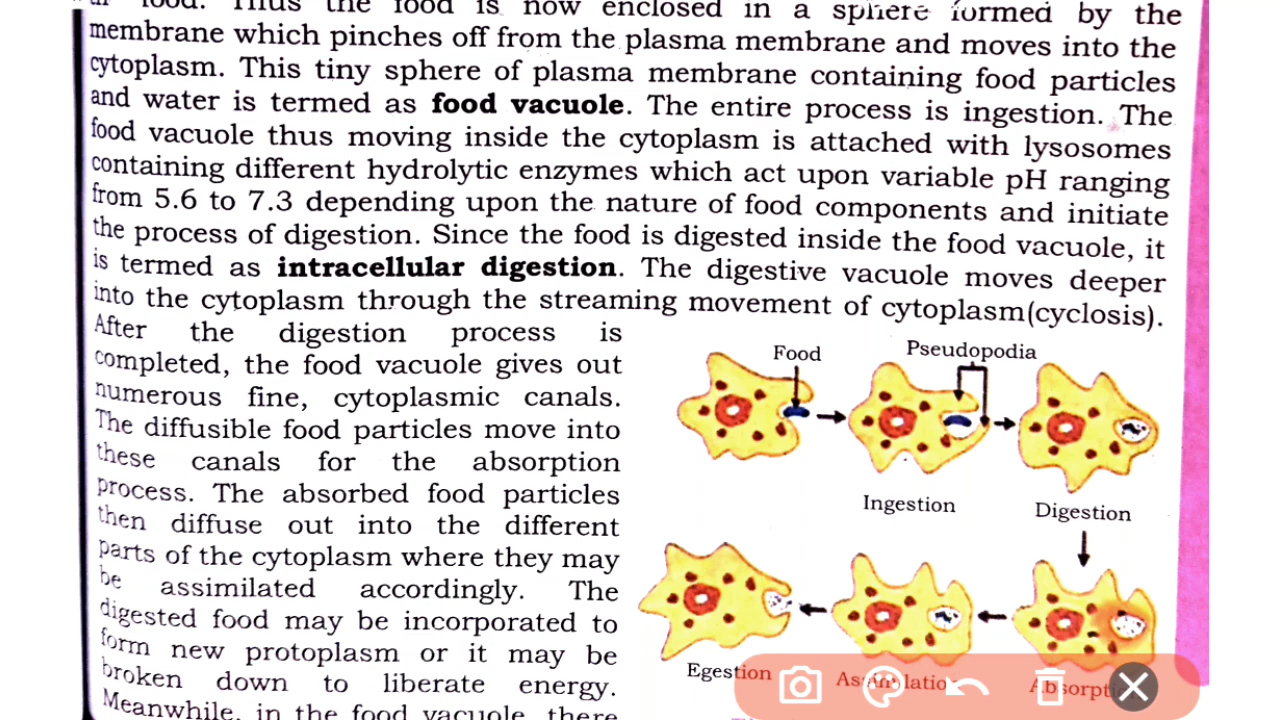 food. Thus the food is now enclosed in a sphere formed by the
membrane which pinches off from the plasma membrane and moves into the
cytoplasm. This tiny sphere of plasma membrane containing food particles
and water is termed as food vacuole. The entire process is ingestion. The
food vacuole thus moving inside the cytoplasm is attached with lysosomes
containing different hydrolytic enzymes which act upon variable pH ranging
from 5.6 to 7.3 depending upon the nature of food components and initiate
the process of digestion. Since the food is digested inside the food vacuole, it
is termed as intracellular digestion. The digestive vacuole moves deeper
into the cytoplasm through the streaming movement of cytoplasm(cyclosis).
After the digestion process is
completed, the food vacuole gives out
numerous fine, cytoplasmic canals.
The diffusible food particles move into
these canals for the absorption
process. The absorbed food particles
then diffuse out into the different
parts of the cytoplasm where they may
be assimilated accordingly. The
digested food may be incorporated to
form new protoplasm or it may be
broken down to liberate energy.
Meanwhile, in the food vacuole, there
Food
Pseudopodia
Ingestion
Digestion
Egestion